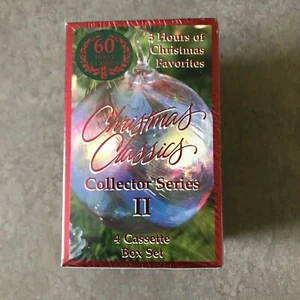 60
3 Hours of
Christmas
Favorites
Christmas
Classics
Collector Series
II
4 Cassette
Box Set